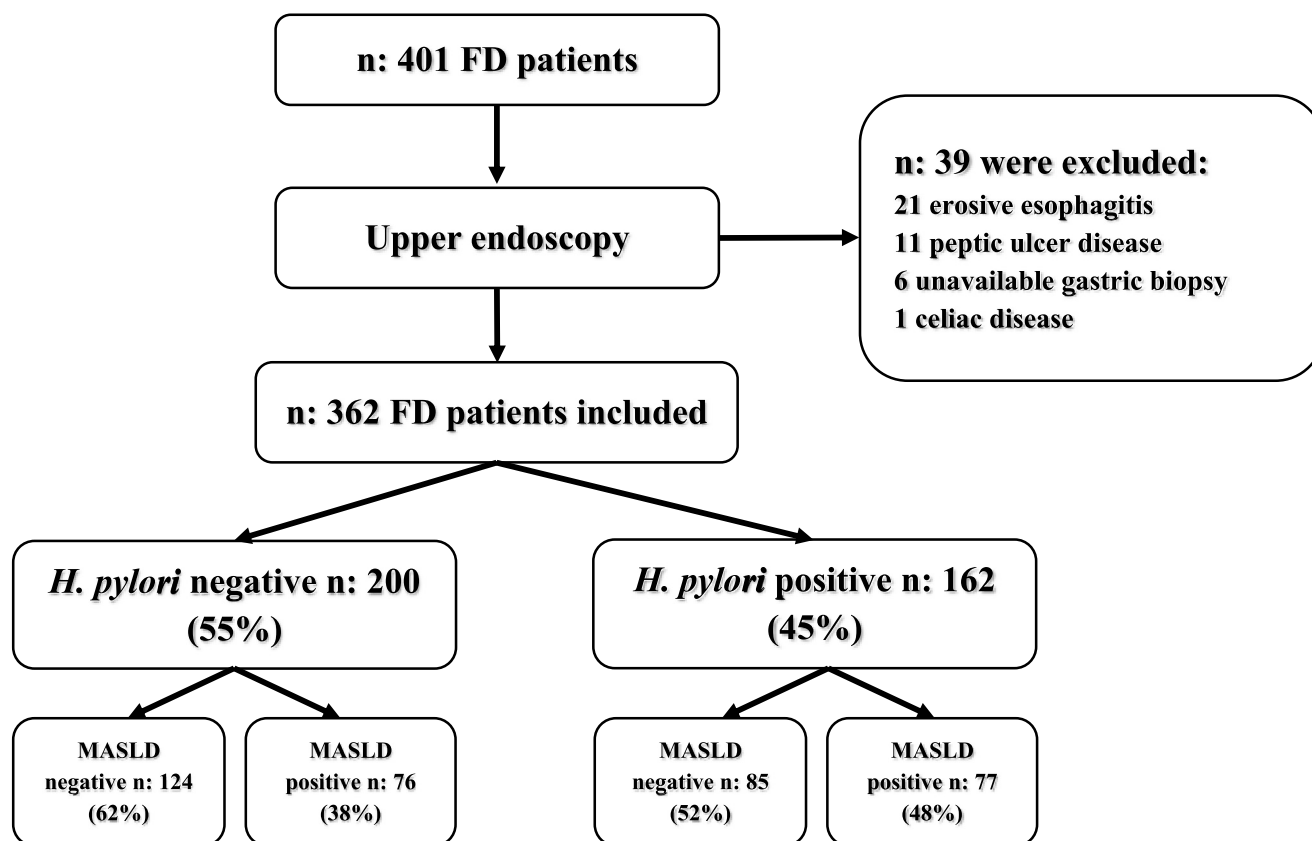 n: 401 FD patients
Upper endoscopy
n: 39 were excluded:
21 erosive esophagitis
11 peptic ulcer disease
6 unavailable gastric biopsy
1 celiac disease
n: 362 FD patients included
H. pylori negative n: 200
(55%)
H. pylori positive n: 162
(45%)
MASLD
negative n: 124
(62%)
MASLD
positive n: 76
(38%)
MASLD
negative n: 85
(52%)
MASLD
positive n: 77
(48%)